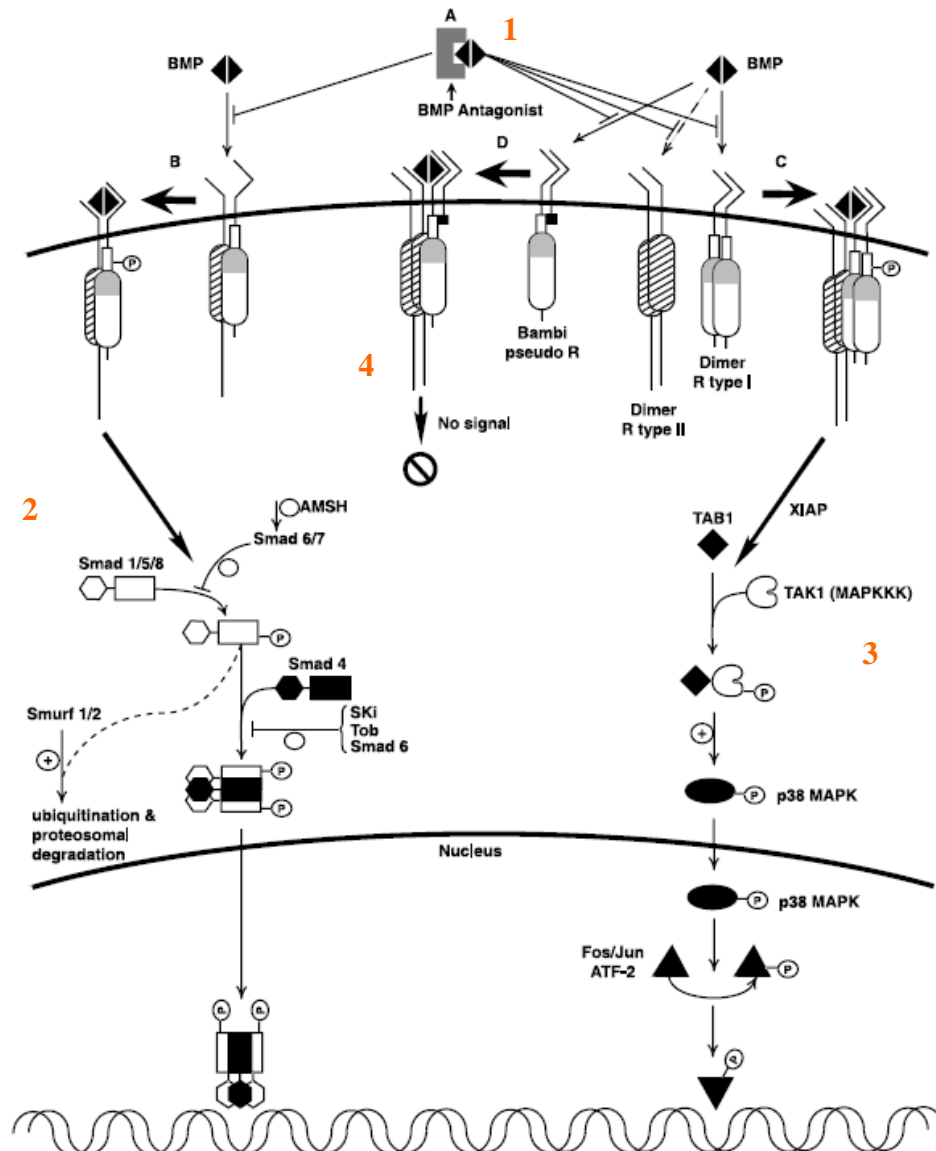 A
1
BMP
BMP
BMP Antagonist
B
D
C
P
P
Bambi
pseudo R
4
Dimer
R type I
Dimer
R type II
No signal
2
AMSH
Smad 6/7
Smad 1/5/8
P
TAB1
XIAP
TAK1 (MAPKKK)
3
Smad 4
P
Smurf 1/2
SKi
Tob
Smad 6
+
+
P
P
P
p38 MAPK
ubiquitination &
proteosomal
degradation
Nucleus
P
p38 MAPK
Fos/Jun
ATF-2
P
P
P
P